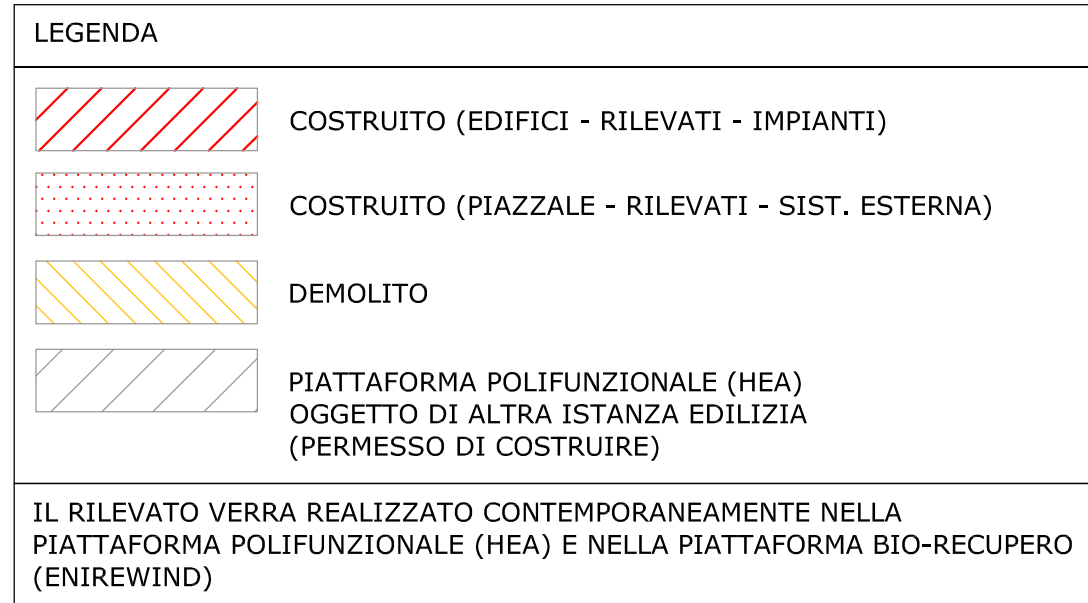 LEGENDA
COSTRUITO (EDIFICI - RILEVATI - IMPIANTI)
COSTRUITO (PIAZZALE - RILEVATI - SIST. ESTERNA)
DEMOLITO
PIATTAFORMA POLIFUNZIONALE (HEA)
OGGETTO DI ALTRA ISTANZA EDILIZIA
(PERMESSO DI COSTRUIRE)
IL RILEVATO VERRA REALIZZATO CONTEMPORANEAMENTE NELLA
PIATTAFORMA POLIFUNZIONALE (HEA) E NELLA PIATTAFORMA BIO-RECUPERO
(ENIREWIND)